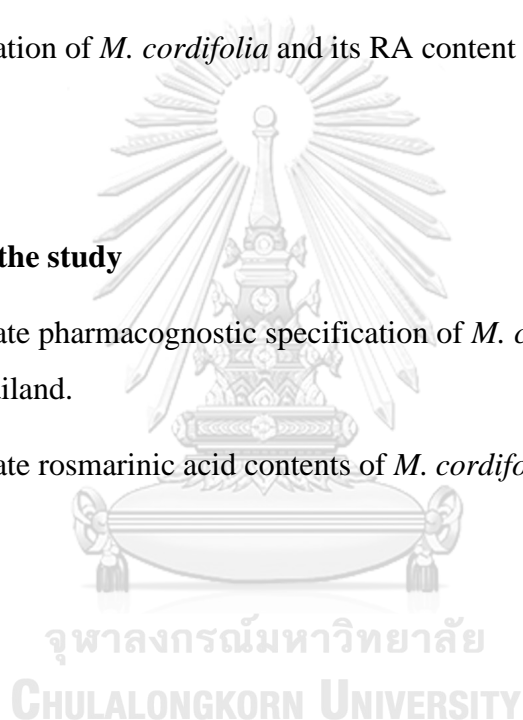 ation of M. cordifolia and its RA content
the study
ate pharmacognostic specification of M. c
ailand.
ate rosmarinic acid contents of M. cordifo
จุฬาลงกรณ์มหาวิทยาลัย
CHULALONGKORN UNIVERSITY